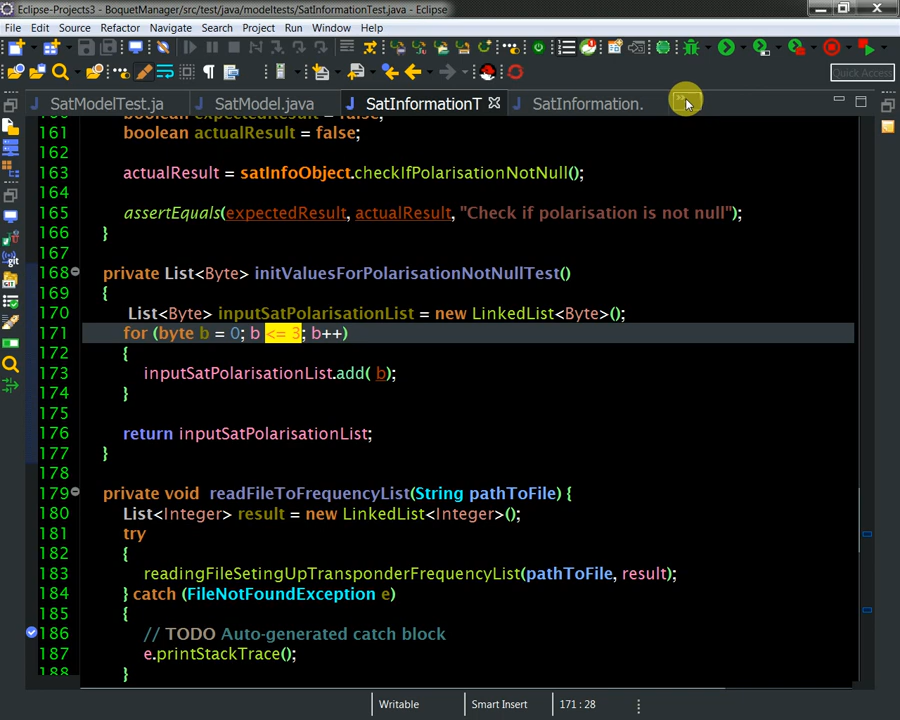 Eclipse-Projects3 - BoquetManager/src/test/java/modeltests/SatInformationTest.java - Eclipse
File Edit Source Refactor Navigate Search Project Run Window Help
Quick Access
SatModelTest.ja SatModel.java SatInformationT SatInformation.
boolean expectedResult = false;
161 boolean actualResult = false;
162
163 actualResult = satInfoObject.checkIfPolarisationNotNull();
164
165 assertEquals(expectedResult, actualResult, "Check if polarisation is not null");
166 }
167
168 private List<Byte> initValuesForPolarisationNotNullTest()
169 {
170 List<Byte> inputSatPolarisationList = new LinkedList<Byte>();
171 for (byte b = 0; b <= 3; b++)
172 {
173 inputSatPolarisationList.add( b);
174 }
175
176 return inputSatPolarisationList;
177 }
178
179 private void readFileToFrequencyList(String pathToFile) {
180 List<Integer> result = new LinkedList<Integer>();
181 try
182 {
183 readingFileSetingUpTransponderFrequencyList(pathToFile, result);
184 } catch (FileNotFoundException e)
185 {
186 // TODO Auto-generated catch block
187 e.printStackTrace();
188 }
Writable Smart Insert 171 : 28